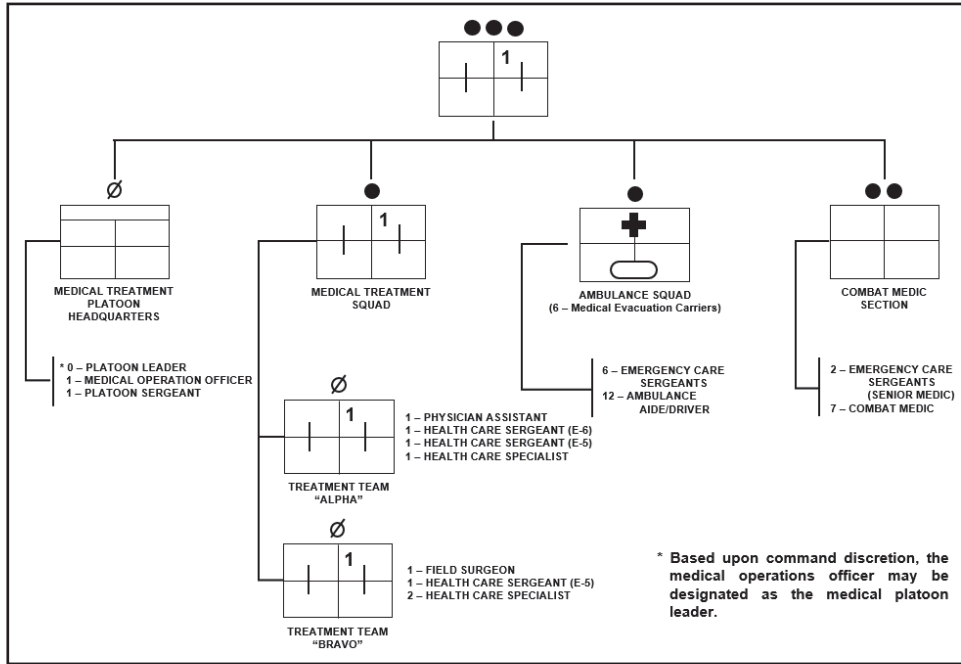 1
MEDICAL TREATMENT
PLATOON
HEADQUARTERS
* 0 – PLATOON LEADER
1 – MEDICAL OPERATION OFFICER
1 – PLATOON SERGEANT
1
MEDICAL TREATMENT
SQUAD
AMBULANCE SQUAD
(6 – Medical Evacuation Carriers)
6 – EMERGENCY CARE
SERGEANTS
12 – AMBULANCE
AIDE/DRIVER
COMBAT MEDIC
SECTION
2 – EMERGENCY CARE
SERGEANTS
(SENIOR MEDIC)
7 – COMBAT MEDIC
1
1 – PHYSICIAN ASSISTANT
1 – HEALTH CARE SERGEANT (E-6)
1 – HEALTH CARE SERGEANT (E-5)
1 – HEALTH CARE SPECIALIST
TREATMENT TEAM
“ALPHA”
1
1 – FIELD SURGEON
1 – HEALTH CARE SERGEANT (E-5)
2 – HEALTH CARE SPECIALIST
TREATMENT TEAM
“BRAVO”
* Based upon command discretion, the
medical operations officer may be
designated as the medical platoon
leader.